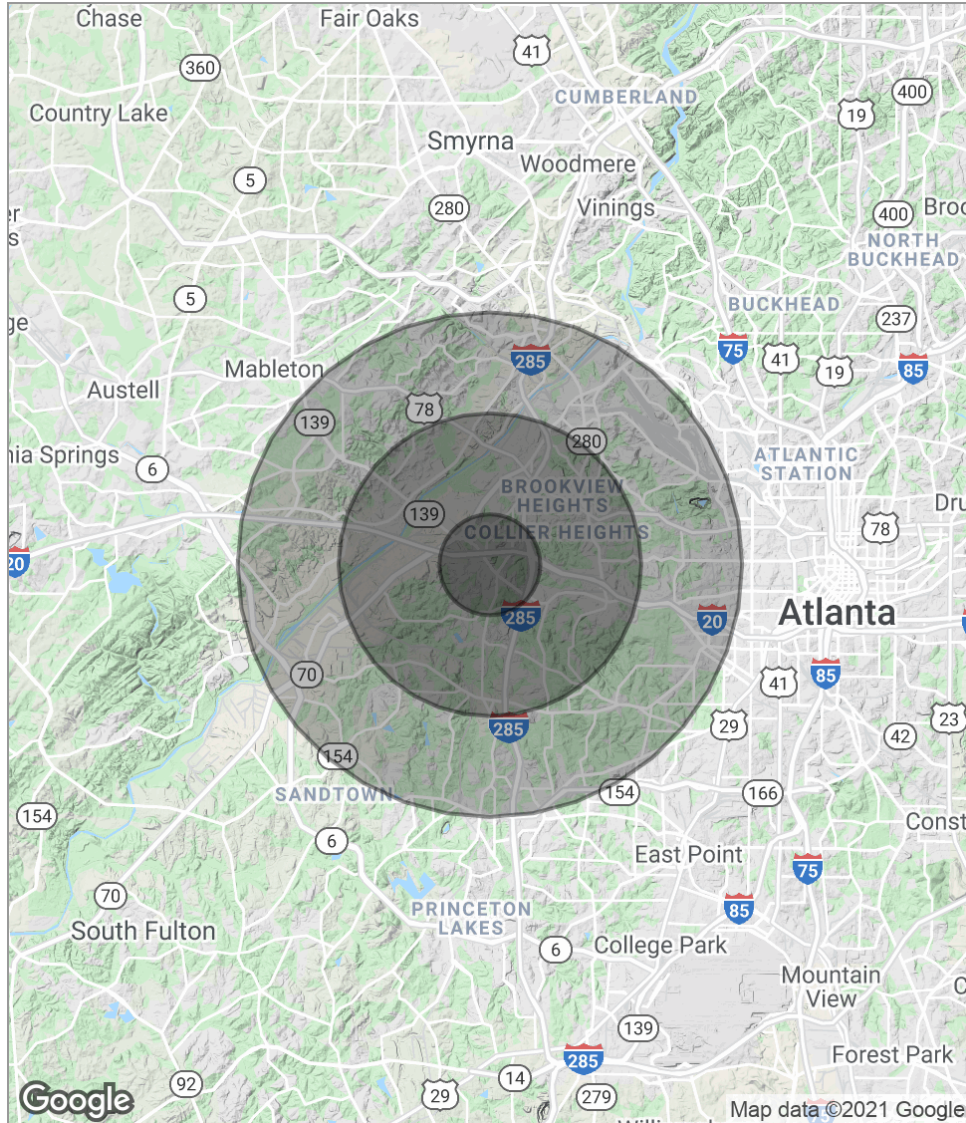 Chase
Fair Oaks
41
360
CUMBERLAND
400
19
Country Lake
Smyrna
Woodmere
5
280
Vinings
400
NORTH
BUCKHEAD
5
BUCKHEAD
237
Mableton
285
75
41
19
85
Austell
78
139
280
6
ATLANTIC
STATION
BROOKVIEW
HEIGHTS
139
COLLIER HEIGHTS
78
20
285
20
Atlanta
70
41
85
29
23
285
42
154
SANDTOWN
154
166
154
6
East Point
75
70
85
PRINCETON
LAKES
South Fulton
6
College Park
Mountain
View
139
285
Forest Park
92
14
29
279
Google
Map data ©2021 Google